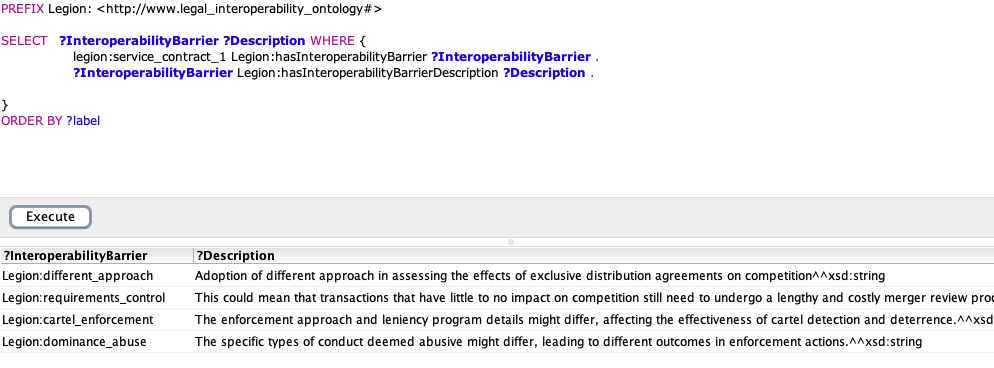 PREFIX Legion: <http://www.legal_interoperability_ontology#>
SELECT ?InteroperabilityBarrier ?Description WHERE {
legion:service_contract_1 Legion:hasInteroperabilityBarrier ?InteroperabilityBarrier .
?InteroperabilityBarrier Legion:hasInteroperabilityBarrierDescription ?Description .
}
ORDER BY ?label
Execute
?InteroperabilityBarrier ?Description
Legion:different_approach Adoption of different approach in assessing the effects of exclusive distribution agreements on competition^^xsd:string
Legion:requirements_control This could mean that transactions that have little to no impact on competition still need to undergo a lengthy and costly merger review
Legion:cartel_enforcement The enforcement approach and leniency program details might differ, affecting the effectiveness of cartel detection and deterrence.^^xsd
Legion:dominance_abuse The specific types of conduct deemed abusive might differ, leading to different outcomes in enforcement actions.^^xsd:string